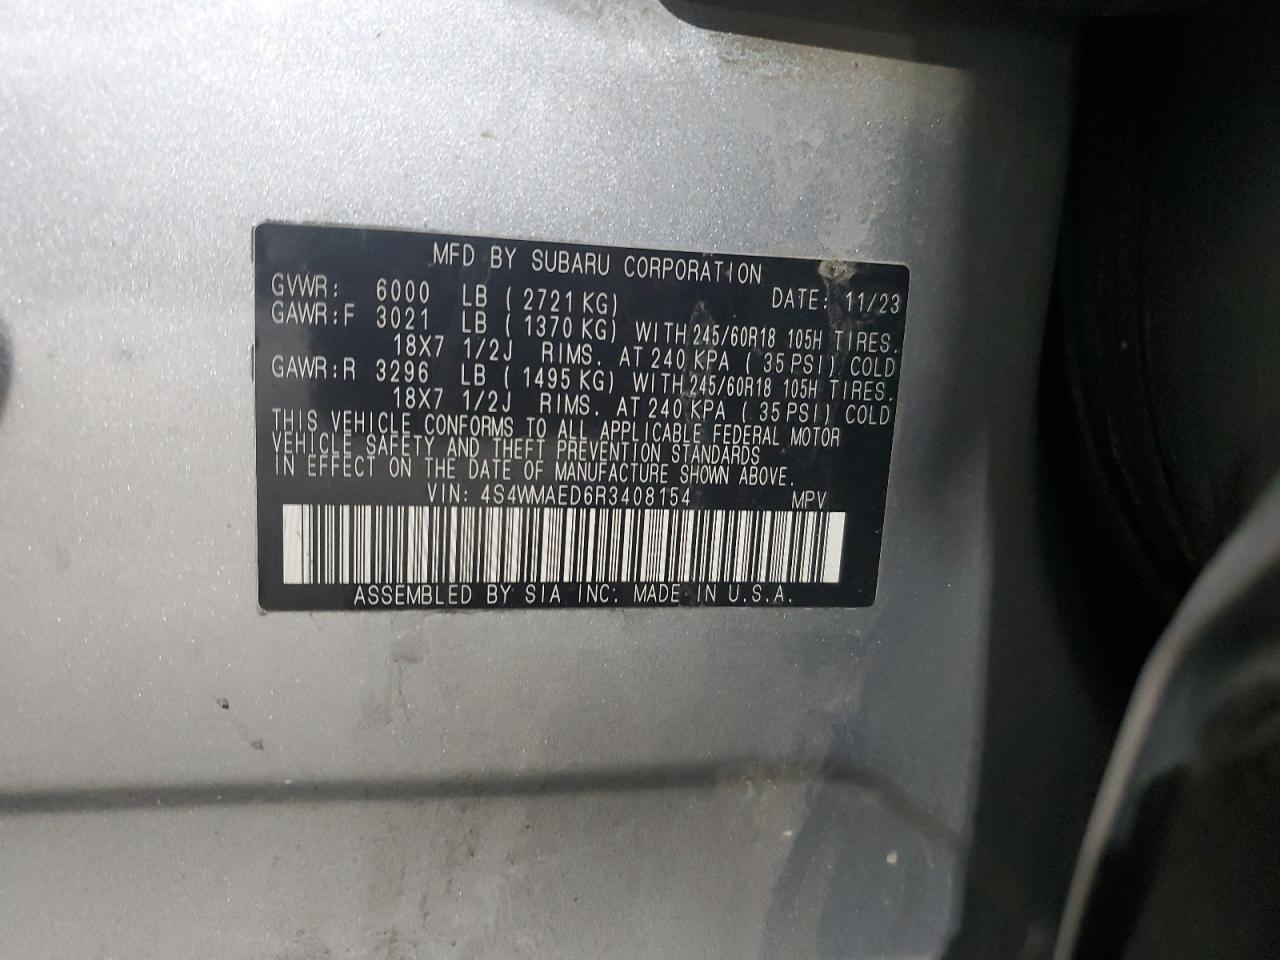 MFD BY SUBARU CORPORATION
GVWR: 6000 LB ( 2721 KG) DATE: 11/23
GAWR:F 3021 LB ( 1370 KG) WITH 245/60R18 105H TIRES.
18X7 1/2J RIMS. AT 240 KPA ( 35 PSI) COLD
GAWR:R 3296 LB ( 1495 KG) WITH 245/60R18 105H TIRES.
18X7 1/2J RIMS. AT 240 KPA ( 35 PSI) COLD
THIS VEHICLE CONFORMS TO ALL APPLICABLE FEDERAL MOTOR
VEHICLE SAFETY AND THEFT PREVENTION STANDARDS
IN EFFECT ON THE DATE OF MANUFACTURE SHOWN ABOVE.
VIN: 4S4WMAED6R3408154 MPV.
ASSEMBLED BY SIA INC: MADE IN U.S.A.